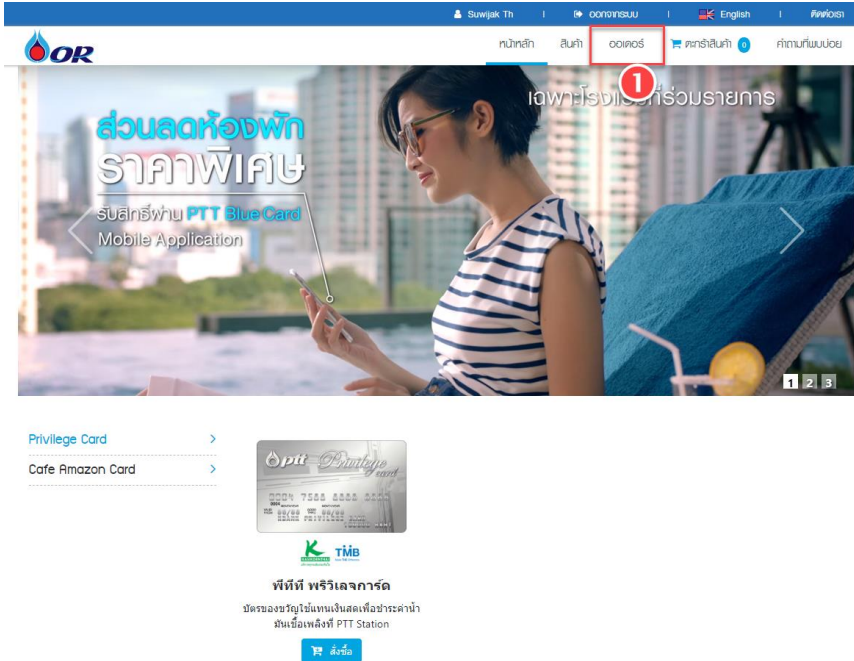 Suwijak Th | ออกจากระบบ | English | ติดต่อเรา
OR
หน้าหลัก สินค้า ออเดอร์ ตะกร้าสินค้า 0 คำถามที่พบบ่อย
1
ส่วนลดห้องพัก
ราคาพิเศษ
รับสิทธิ์ผ่าน PTT Blue Card
Mobile Application
1 2 3
Privilege Card
Cafe Amazon Card
ptt Privilege
card
K
TMB
พีทีที พริวิเลจการ์ด
บัตรของขวัญใช้แทนเงินสดเพื่อชำระค่าน้ำ
มันเชื้อเพลิงที่ PTT Station
สั่งซื้อ